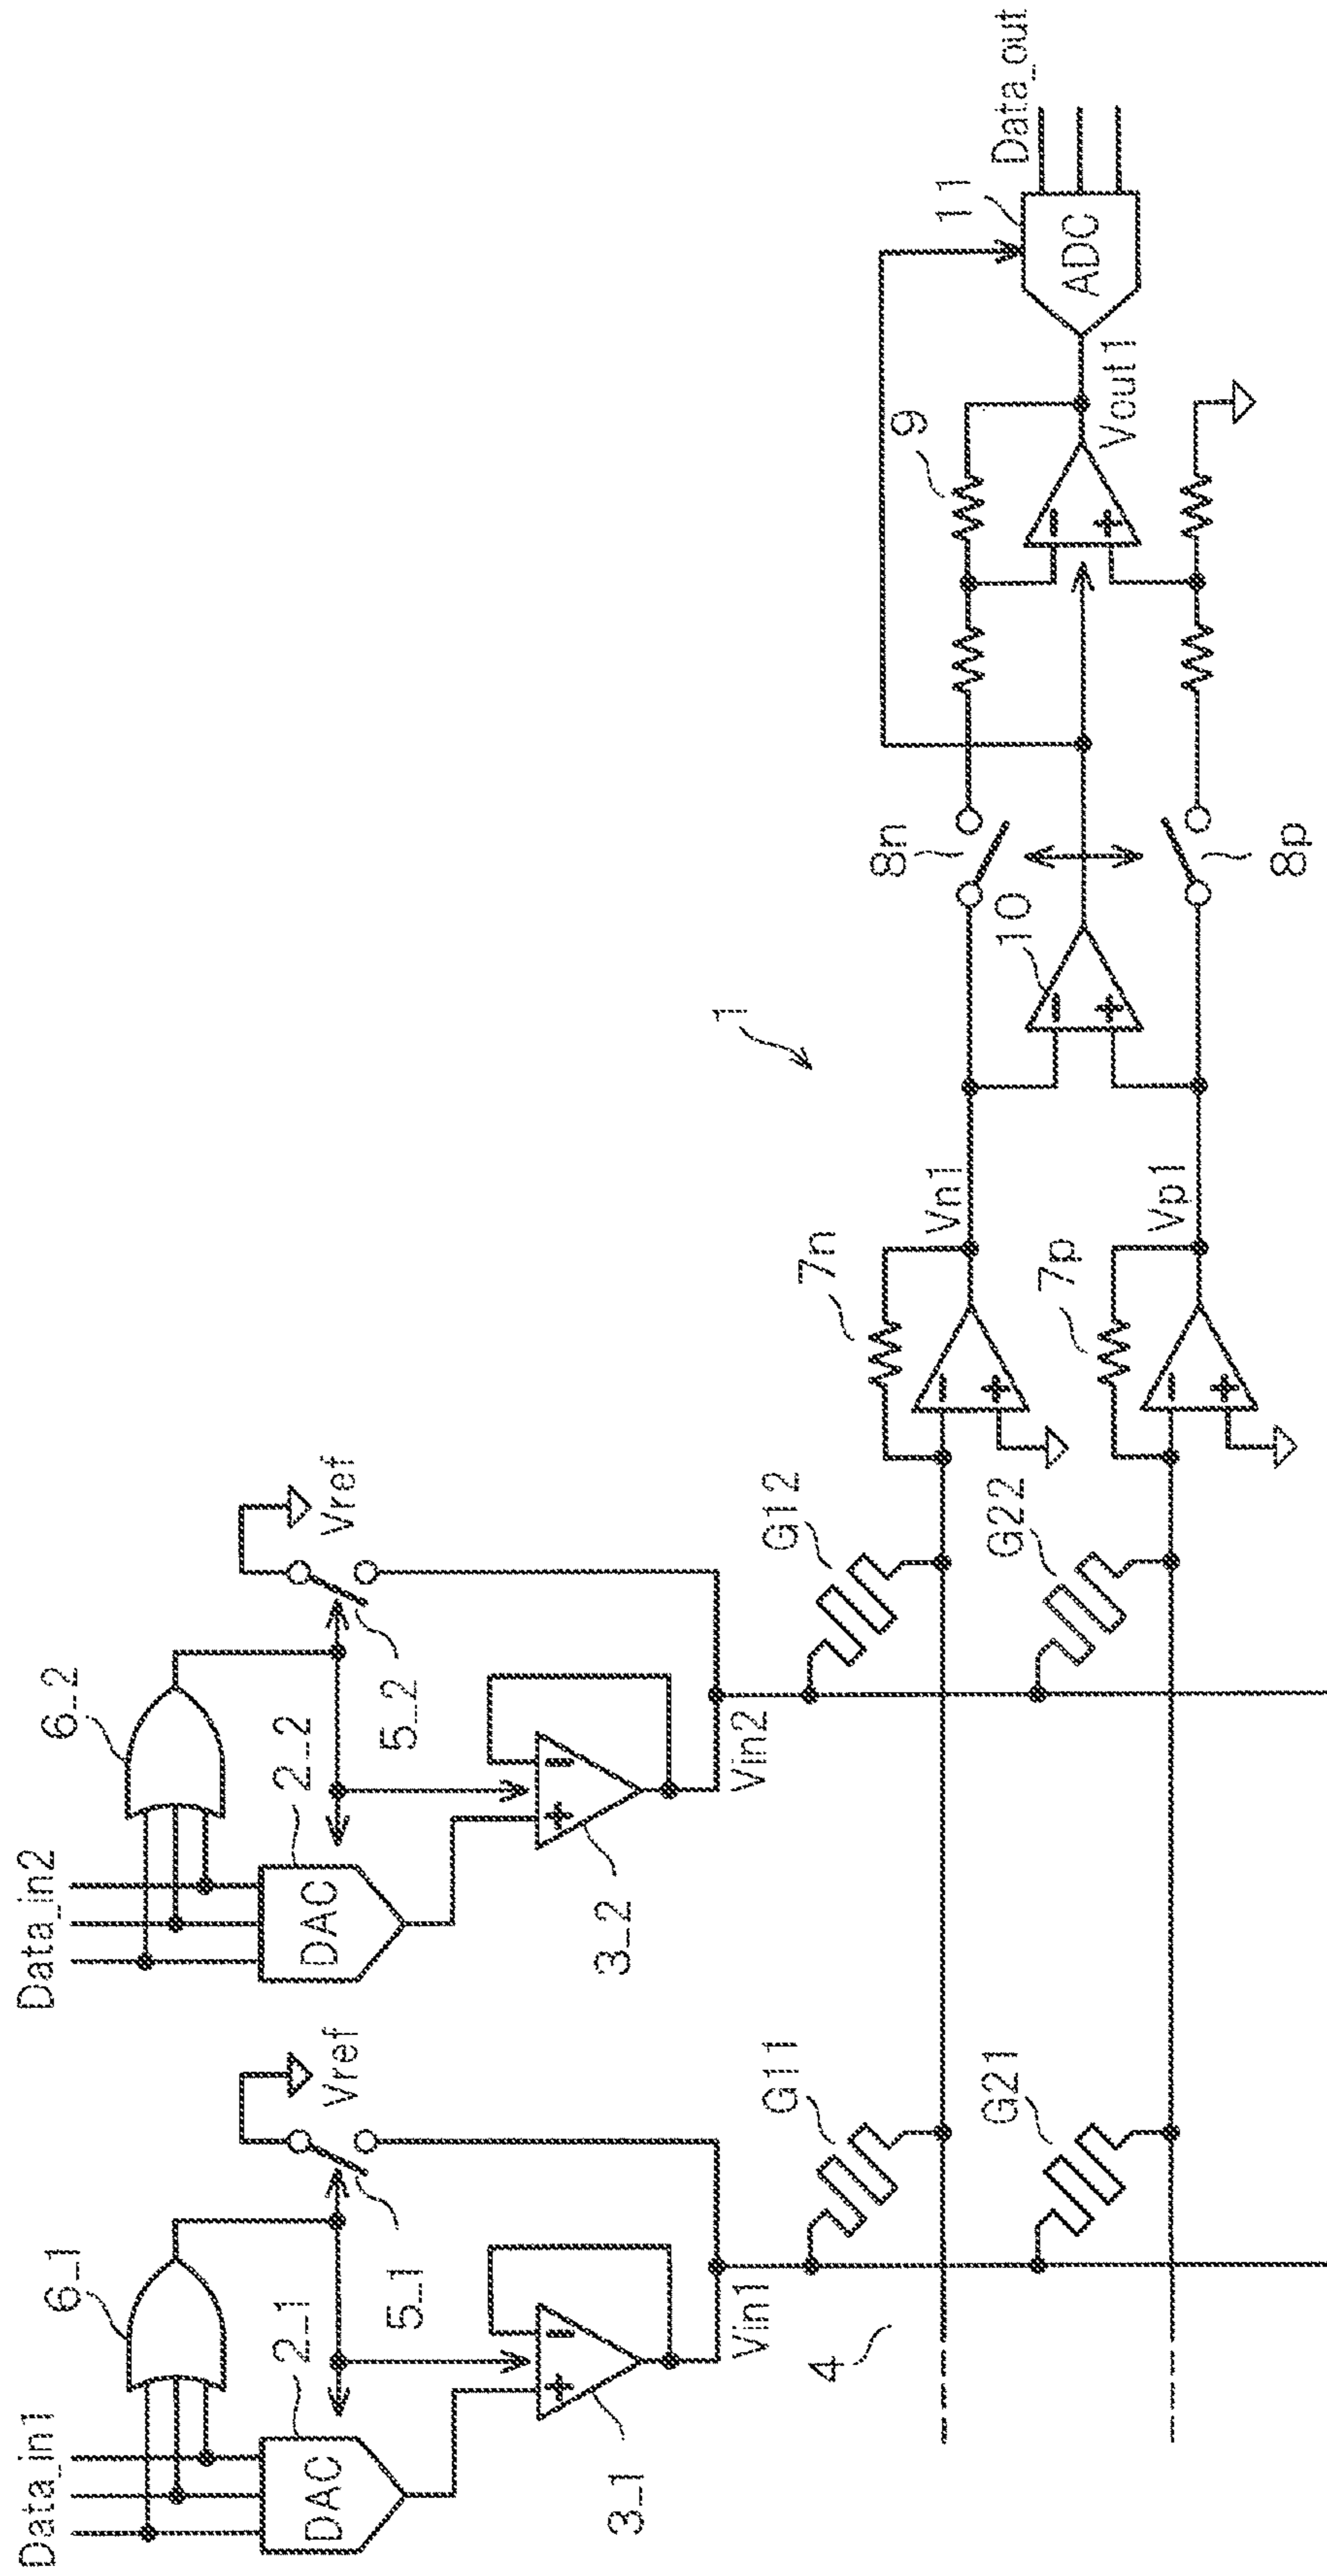 Data_in1
6_1
2_1
DAC
Vref
5_1
3_1
Vin1
Data_in2
6_2
2_2
DAC
Vref
5_2
3_2
Vin2
4
G11
G21
G12
G22
7n
7p
Vn1
Vp1
1
10
8n
8p
9
Vout1
11
ADC
Data_out